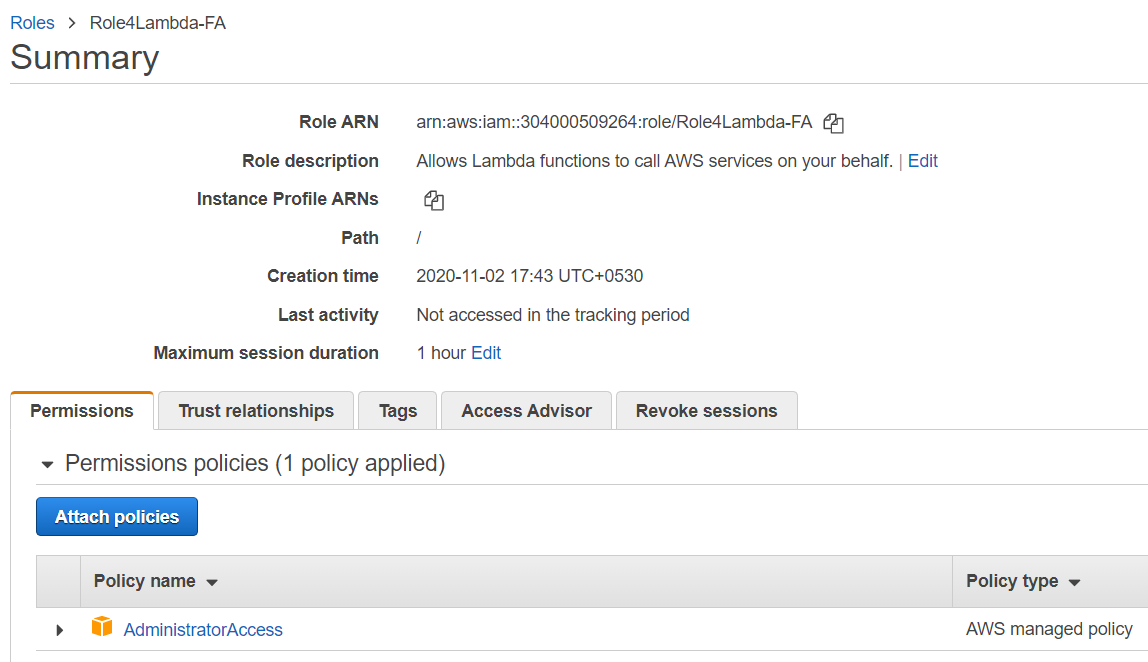 Roles > Role4Lambda-FA
Summary
Role ARN arn:aws:iam::304000509264:role/Role4Lambda-FA
Role description Allows Lambda functions to call AWS services on your behalf. | Edit
Instance Profile ARNs
Path /
Creation time 2020-11-02 17:43 UTC+0530
Last activity Not accessed in the tracking period
Maximum session duration 1 hour Edit
Permissions Trust relationships Tags Access Advisor Revoke sessions
Permissions policies (1 policy applied)
Attach policies
Policy name Policy type
AdministratorAccess AWS managed policy